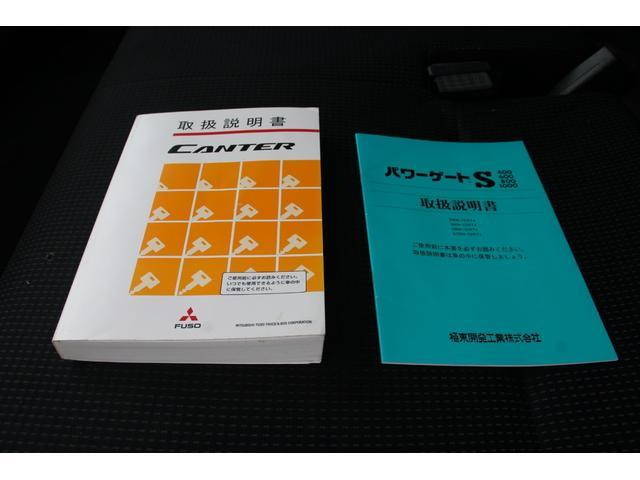 取扱説明書
CANTER
ご使用前に必ずお読みください。
いつでも使用できるように車の中
に保管してください。
FUSO
MITSUBISHI FUSO TRUCK & BUS CORPORATION
パワーゲートS
400
600
800
1000
取扱説明書
ご使用前に本書を必ずお読みください。
取扱説明書は車の中に保管しましょう。
極東開発工業株式会社